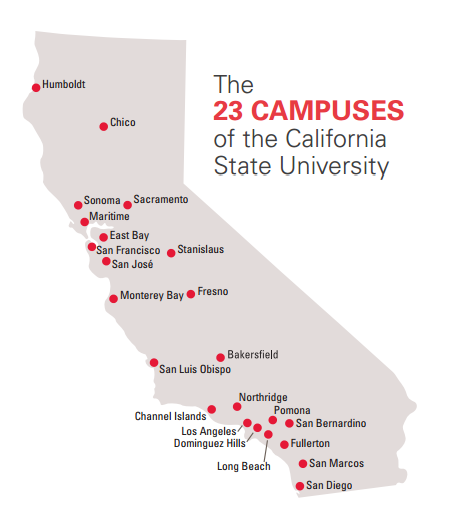 The
23 CAMPUSES
of the California
State University
Humboldt
Chico
Sonoma
Sacramento
Maritime
East Bay
San Francisco
Stanislaus
San José
Monterey Bay
Fresno
Bakersfield
San Luis Obispo
Northridge
Channel Islands
Pomona
San Bernardino
Los Angeles
Dominguez Hills
Fullerton
Long Beach
San Marcos
San Diego